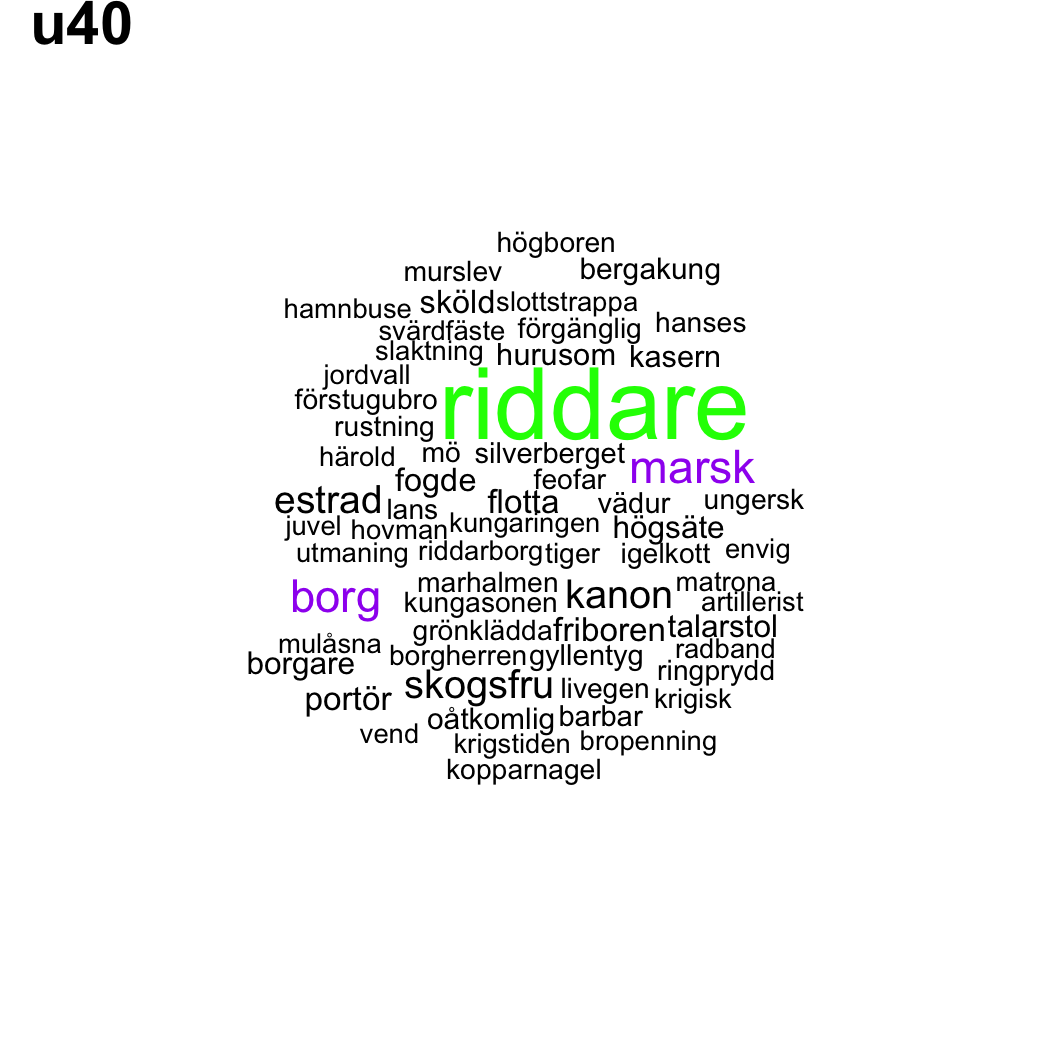 u40
högboren
murslev bergakung
hamnbuse sköld slottstrappa
svärdfäste förgänglig hanses
slaktning hurusom kasern
jordvall
förstugubro riddare
rustning
härold mö silverberget marsk
fogde feofar
estrad lans flotta vädur ungersk
juvel hovman kungaringen högsäte
utmaning riddarborg tiger igelkott envig
marhalmen matrona
borg kungasonen kanon artillerist
grönklädda friboren talarstol
mulåsna radband
borgare borgherren gyllentyg ringprydd
portör skogsfru livegen krigisk
oåtkomlig barbar
vend krigstiden bropenning
kopparnagel